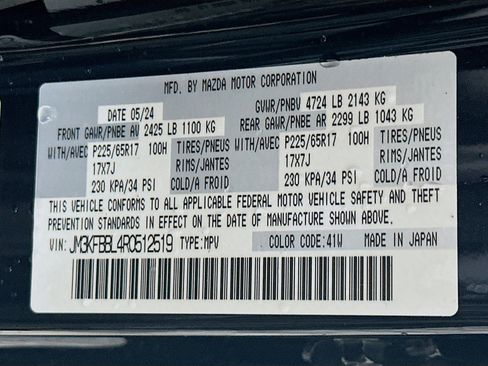 MFD. BY MAZDA MOTOR CORPORATION
DATE 05/24 GVWR/PNBV 4724 LB 2143 KG
FRONT GAWR/PNBE AV 2425 LB 1100 KG REAR GAWR/PNBE AR 2299 LB 1043 KG
WITH/AVEC P225/65R17 100H TIRES/PNEUS WITH/AVEC P225/65R17 100H TIRES/PNEUS
17X7J RIMS/JANTES 17X7J RIMS/JANTES
230 KPA/34 PSI COLD/A FROID 230 KPA/34 PSI COLD/A FROID
THIS VEHICLE CONFORMS TO ALL APPLICABLE FEDERAL MOTOR VEHICLE SAFETY AND THEFT
PREVENTION STANDARDS IN EFFECT ON THE DATE OF MANUFACTURE SHOWN ABOVE.
JM3KFBBL4R0512519 TYPE:MPV COLOR CODE:41W MADE IN JAPAN